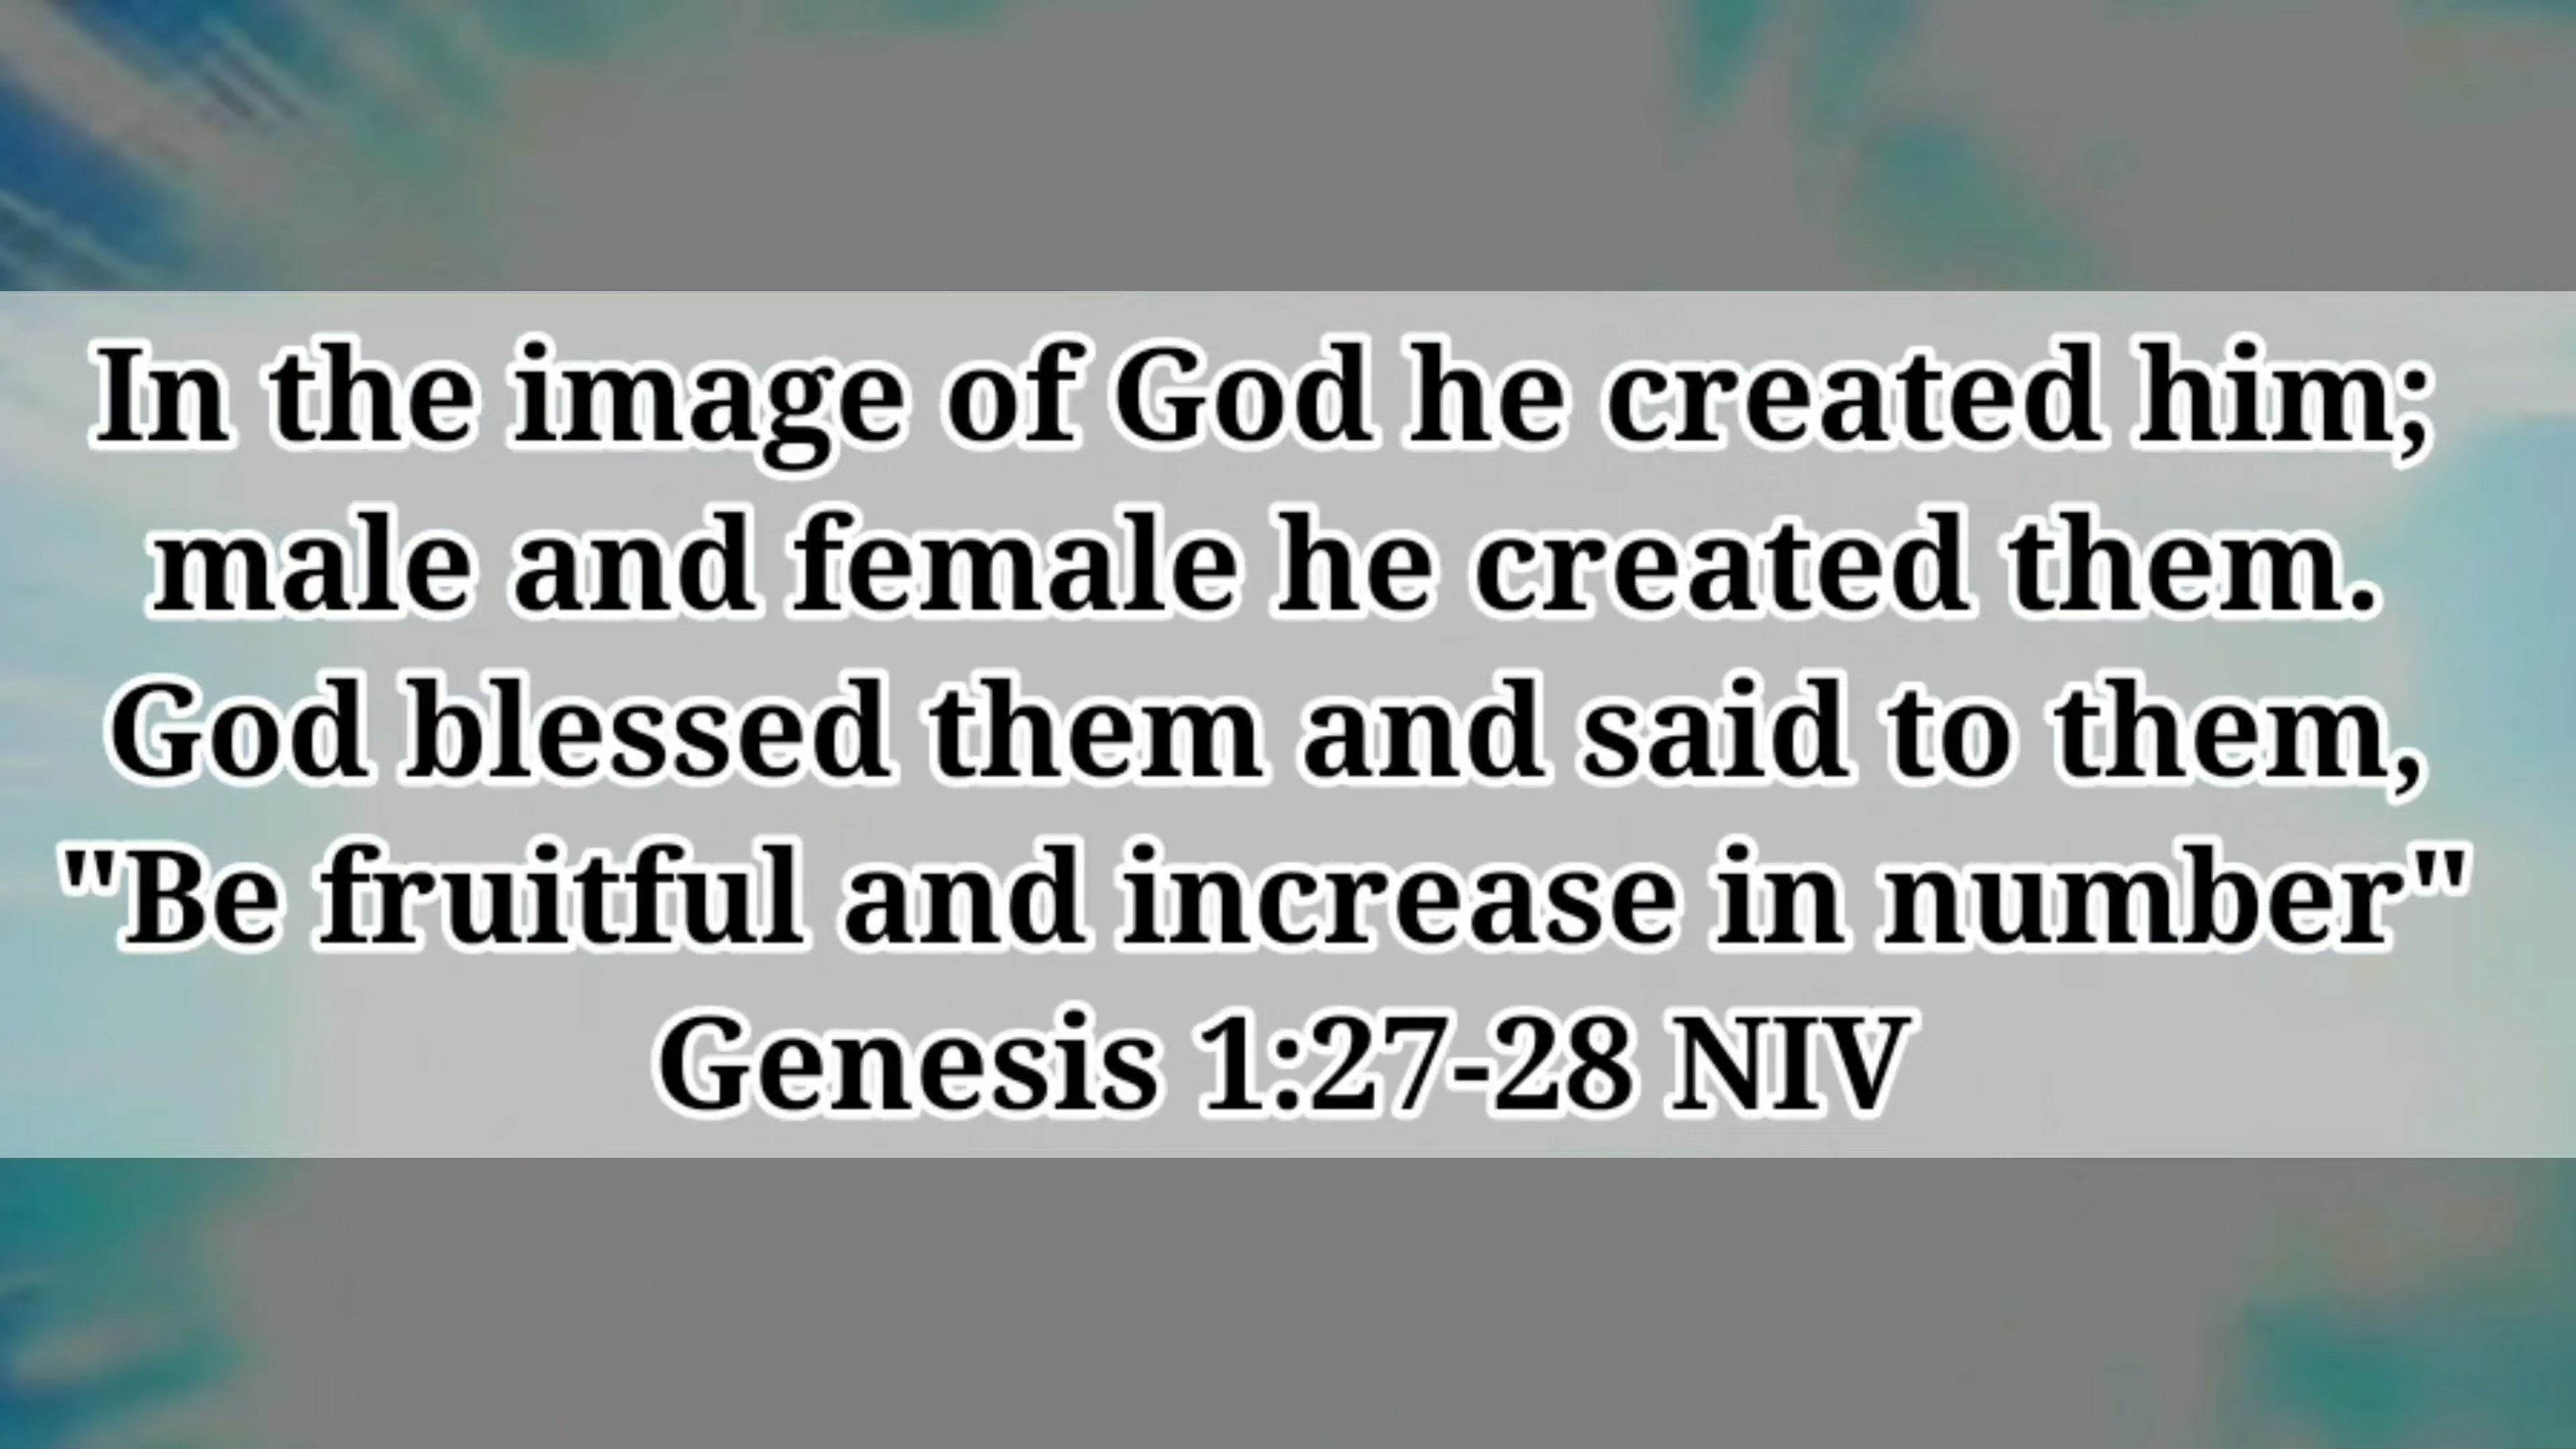 In the image of God he created him;
male and female he created them.
God blessed them and said to them,
"Be fruitful and increase in number"
Genesis 1:27-28 NIV